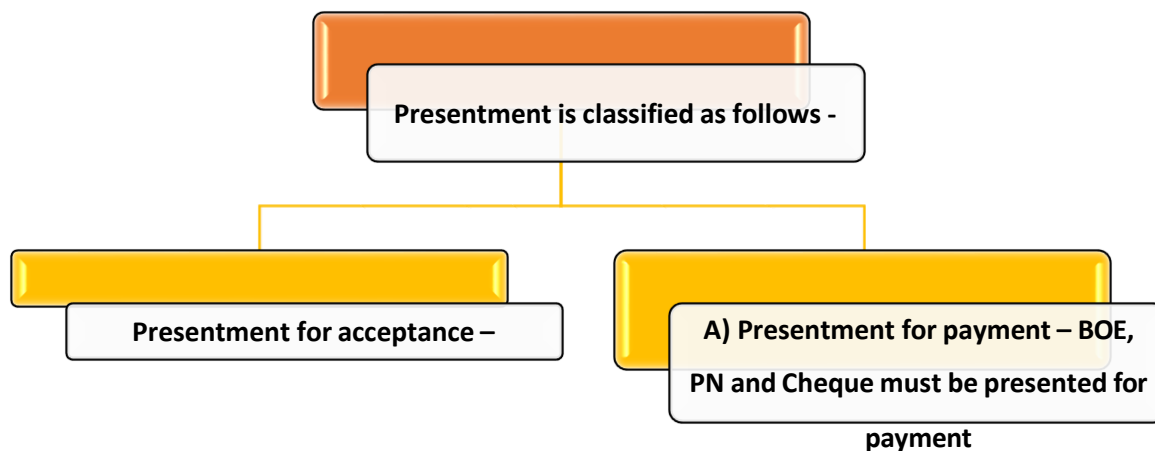 Presentment is classified as follows -
Presentment for acceptance –
A) Presentment for payment – BOE,
PN and Cheque must be presented for
payment